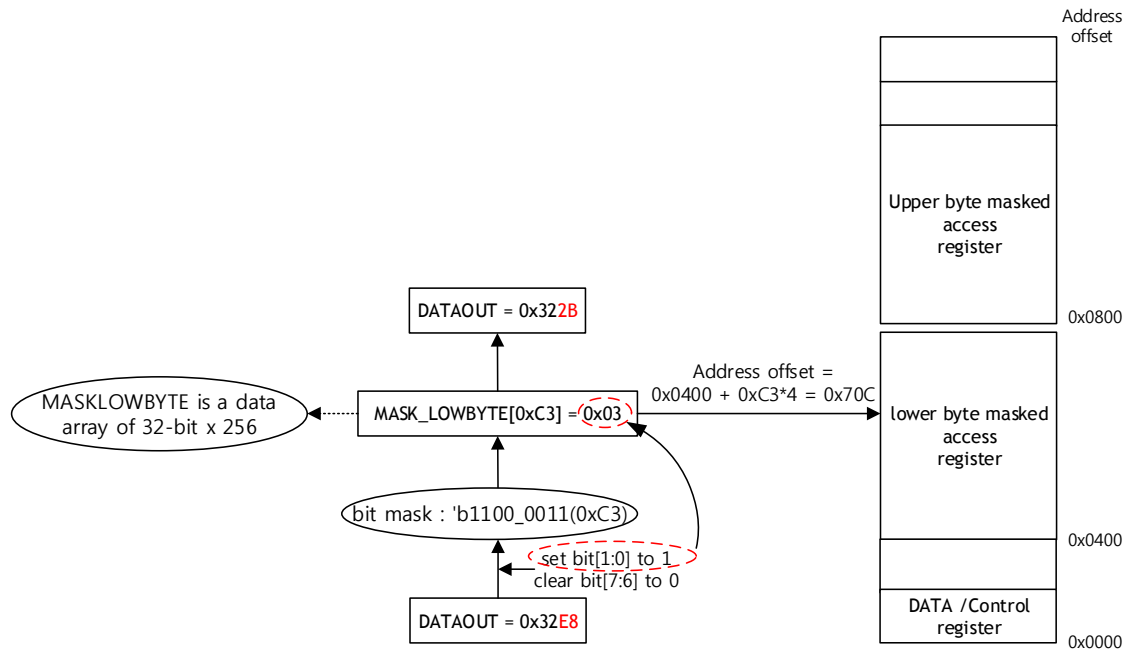 Address
offset
Upper byte masked
access
register
0x0800
DATAOUT = 0x322B
Address offset =
0x0400 + 0xC3*4 = 0x70C
MASKLOWBYTE is a data
array of 32-bit x 256
MASK_LOWBYTE[0xC3] = 0x03
lower byte masked
access
register
bit mask : 'b1100_0011(0xC3)
0x0400
set bit[1:0] to 1
clear bit[7:6] to 0
DATAOUT = 0x32E8
DATA /Control
register
0x0000